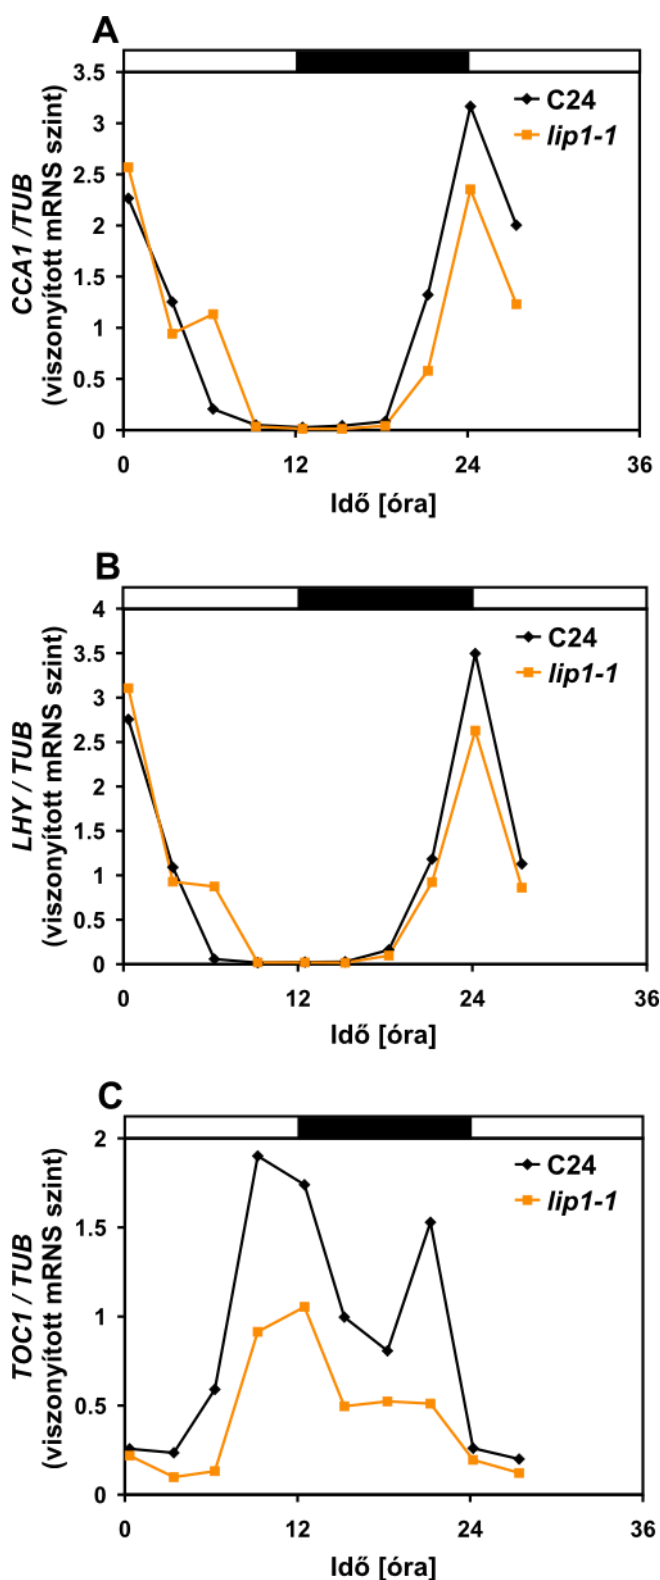 A
CCA1 /TUB
(viszonyított mRNS szint)
3.5
3
2.5
2
1.5
1
0.5
0
C24
lip1-1
0 12 24 36
Idő [óra]
B
LHY / TUB
(viszonyított mRNS szint)
4
3.5
3
2.5
2
1.5
1
0.5
0
C24
lip1-1
0 12 24 36
Idő [óra]
C
TOC1 / TUB
(viszonyított mRNS szint)
2
1.5
1
0.5
0
C24
lip1-1
0 12 24 36
Idő [óra]